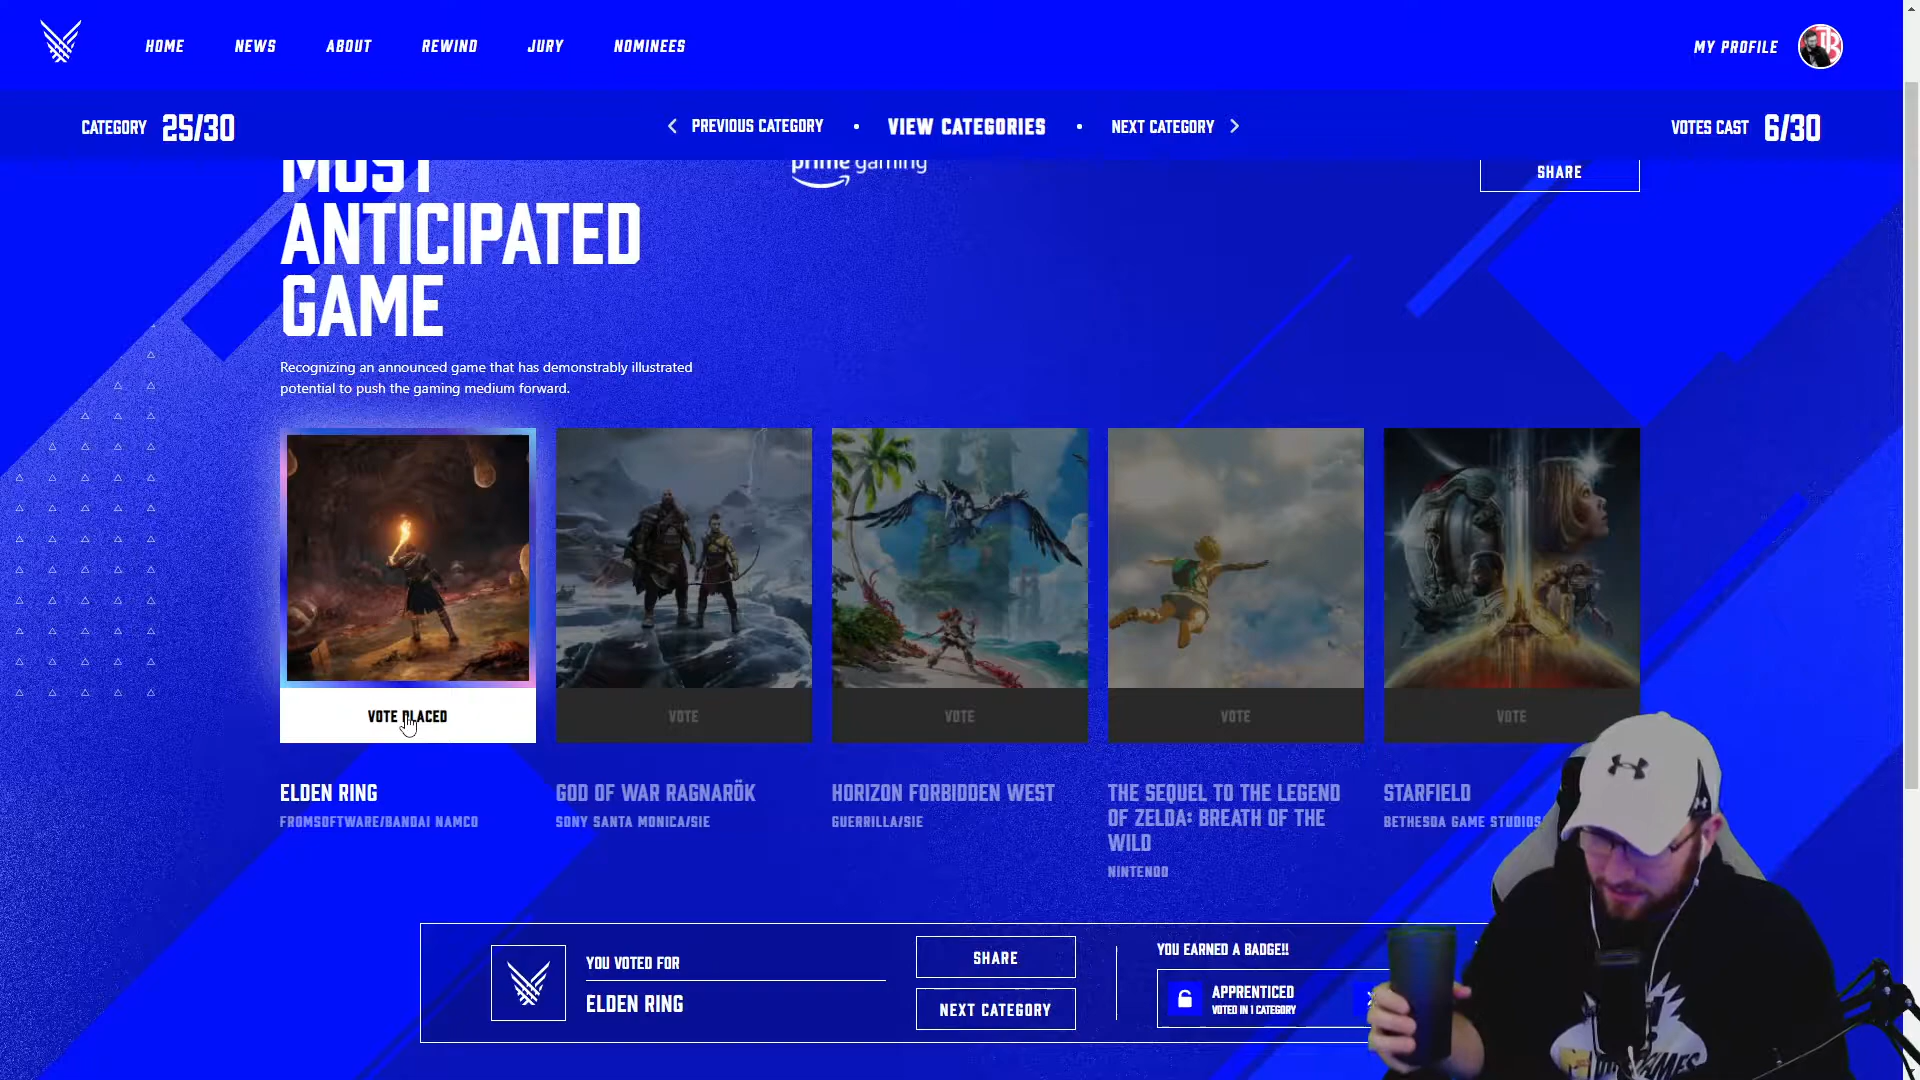 HOME NEWS ABOUT REWIND JURY NOMINEES
MY PROFILE
CATEGORY 25/30
PREVIOUS CATEGORY • VIEW CATEGORIES • NEXT CATEGORY
VOTES CAST 6/30
MOST
ANTICIPATED
GAME
prime gaming
SHARE
Recognizing an announced game that has demonstrably illustrated
potential to push the gaming medium forward.
VOTE PLACED
VOTE
VOTE
VOTE
VOTE
ELDEN RING
FROMSOFTWARE/BANDAI NAMCO
GOD OF WAR RAGNARÖK
SONY SANTA MONICA/SIE
HORIZON FORBIDDEN WEST
GUERRILLA/SIE
THE SEQUEL TO THE LEGEND
OF ZELDA: BREATH OF THE
WILD
NINTENDO
STARFIELD
BETHESDA GAME STUDIOS
YOU VOTED FOR
ELDEN RING
SHARE
NEXT CATEGORY
YOU EARNED A BADGE!!
APPRENTICED
VOTED IN 1 CATEGORY